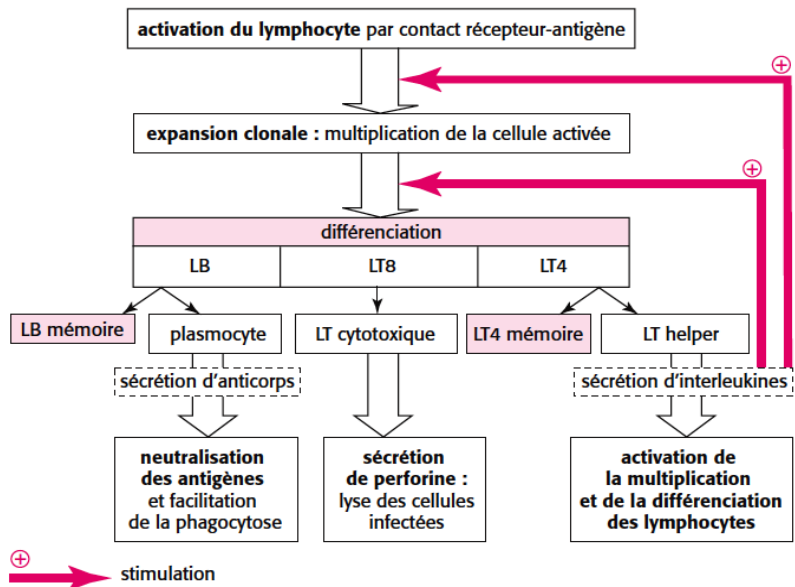 activation du lymphocyte par contact récepteur-antigène
⊕
expansion clonale : multiplication de la cellule activée
⊕
différenciation
LB
LT8
LT4
LB mémoire
plasmocyte
LT cytotoxique
LT4 mémoire
LT helper
sécrétion d'anticorps
sécrétion d'interleukines
neutralisation
des antigènes
et facilitation
de la phagocytose
sécrétion
de perforine :
lyse des cellules
infectées
activation de
la multiplication
et de la différenciation
des lymphocytes
⊕
stimulation